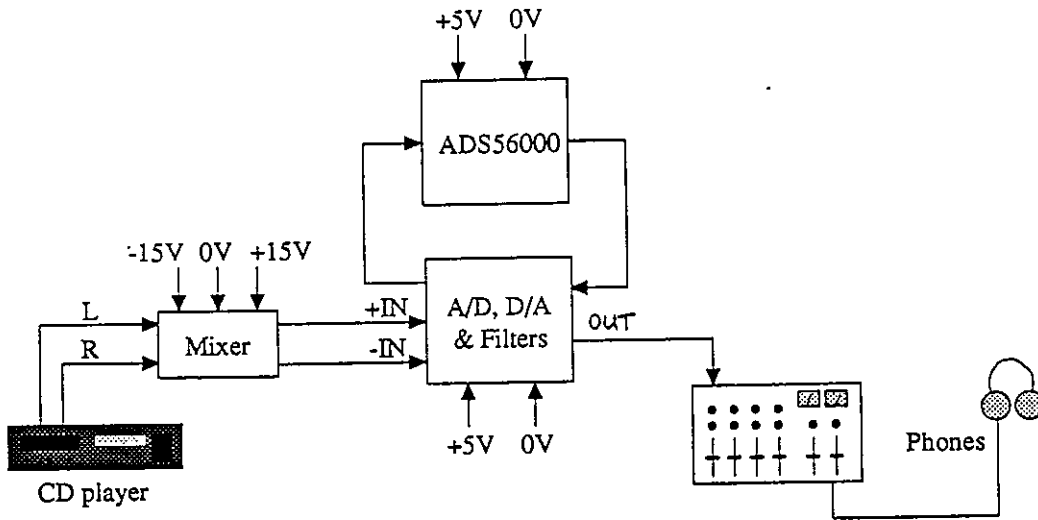 +5V 0V
ADS56000
-15V 0V +15V
L
R
Mixer
+IN
-IN
A/D, D/A
& Filters
OUT
+5V 0V
Phones
CD player